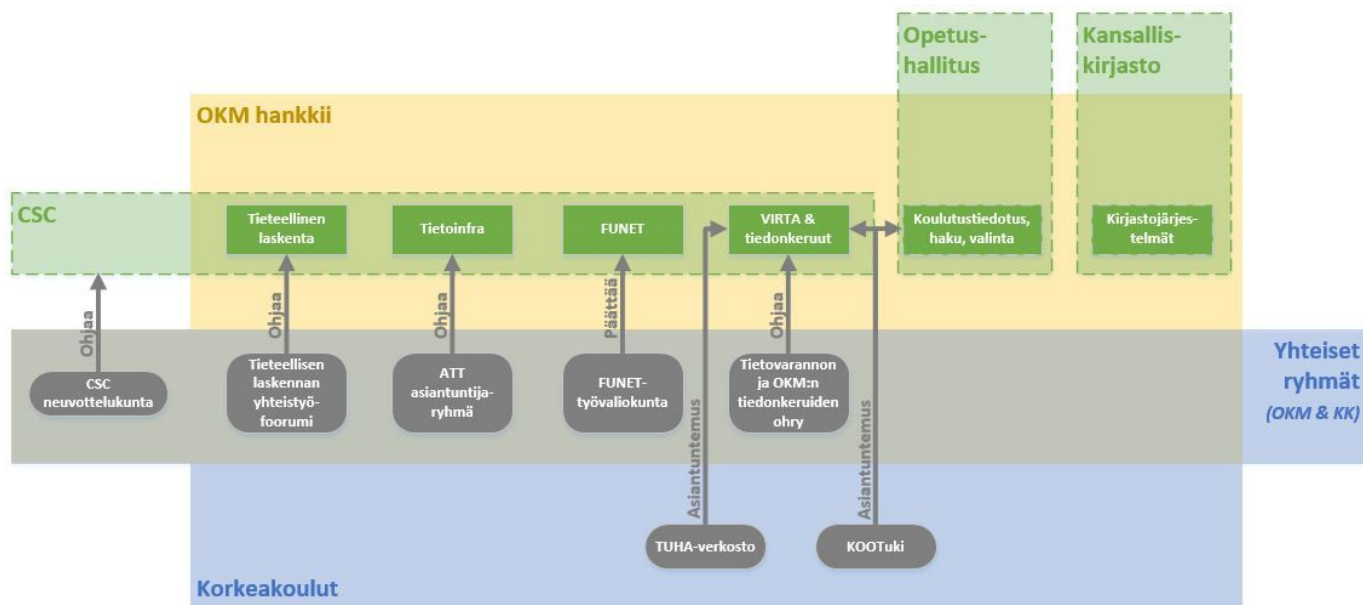 Opetus-
hallitus
Kansallis-
kirjasto
OKM hankkii
CSC
Tieteellinen
laskenta
Tietoinfra
FUNET
VIRTA &
tiedonkeruut
Koulutustiedotus,
haku, valinta
Kirjastojärjes-
telmät
Ohjaa
Ohjaa
Ohjaa
Päättää
Ohjaa
Yhteiset
ryhmät
(OKM & KK)
CSC
neuvottelukunta
Tieteellisen
laskennan
yhteistyö-
foorumi
ATT
asiantuntija-
ryhmä
FUNET-
työvaliokunta
Tietovarannon
ja OKM:n
tiedonkeruiden
ohry
Asiantuntemus
Asiantuntemus
TUHA-verkosto
KOOTuki
Korkeakoulut